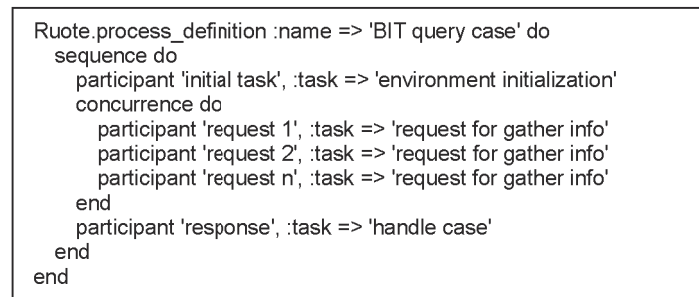 Ruote.process_definition :name => 'BIT query case' do
sequence do
participant 'initial task', :task => 'environment initialization'
concurrence do
participant 'request 1', :task => 'request for gather info'
participant 'request 2', :task => 'request for gather info'
participant 'request n', :task => 'request for gather info'
end
participant 'response', :task => 'handle case'
end
end